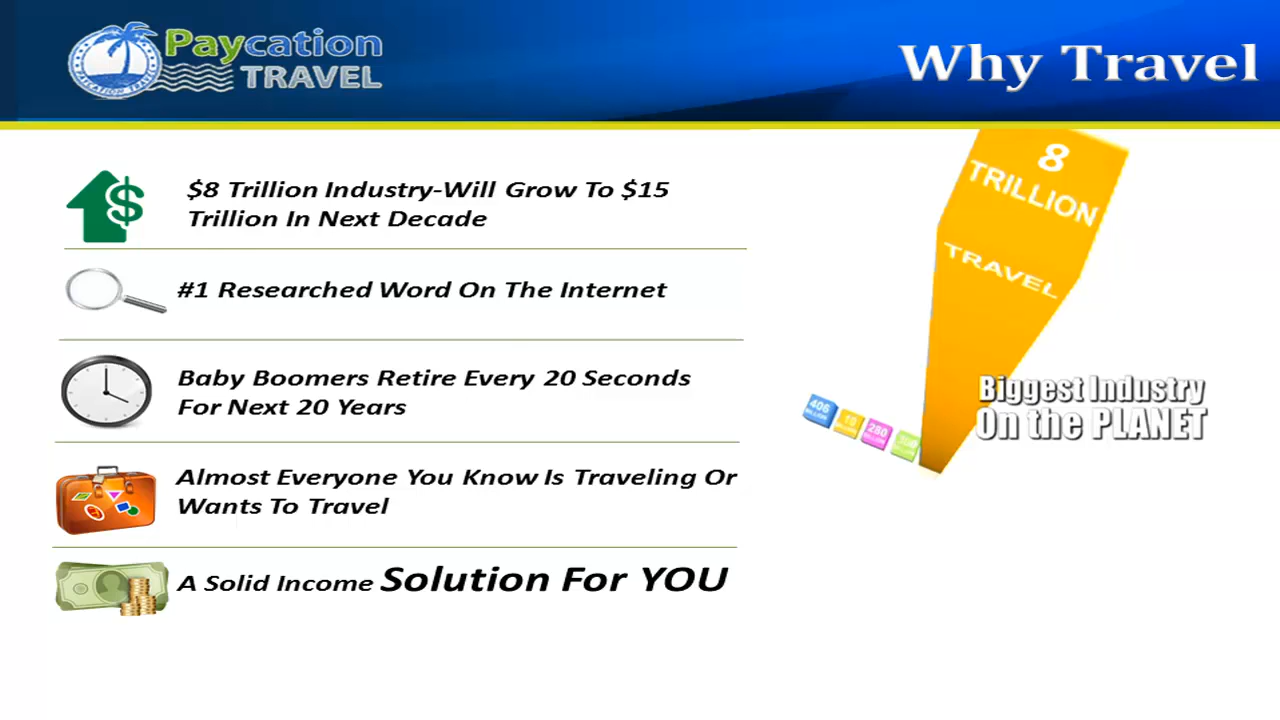 Paycation
TRAVEL
PAYCATION TRAVEL
Why Travel
$8 Trillion Industry-Will Grow To $15
Trillion In Next Decade
#1 Researched Word On The Internet
Baby Boomers Retire Every 20 Seconds
For Next 20 Years
Almost Everyone You Know Is Traveling Or
Wants To Travel
A Solid Income Solution For YOU
8
TRILLION
TRAVEL
Biggest Industry
On the PLANET
406
280